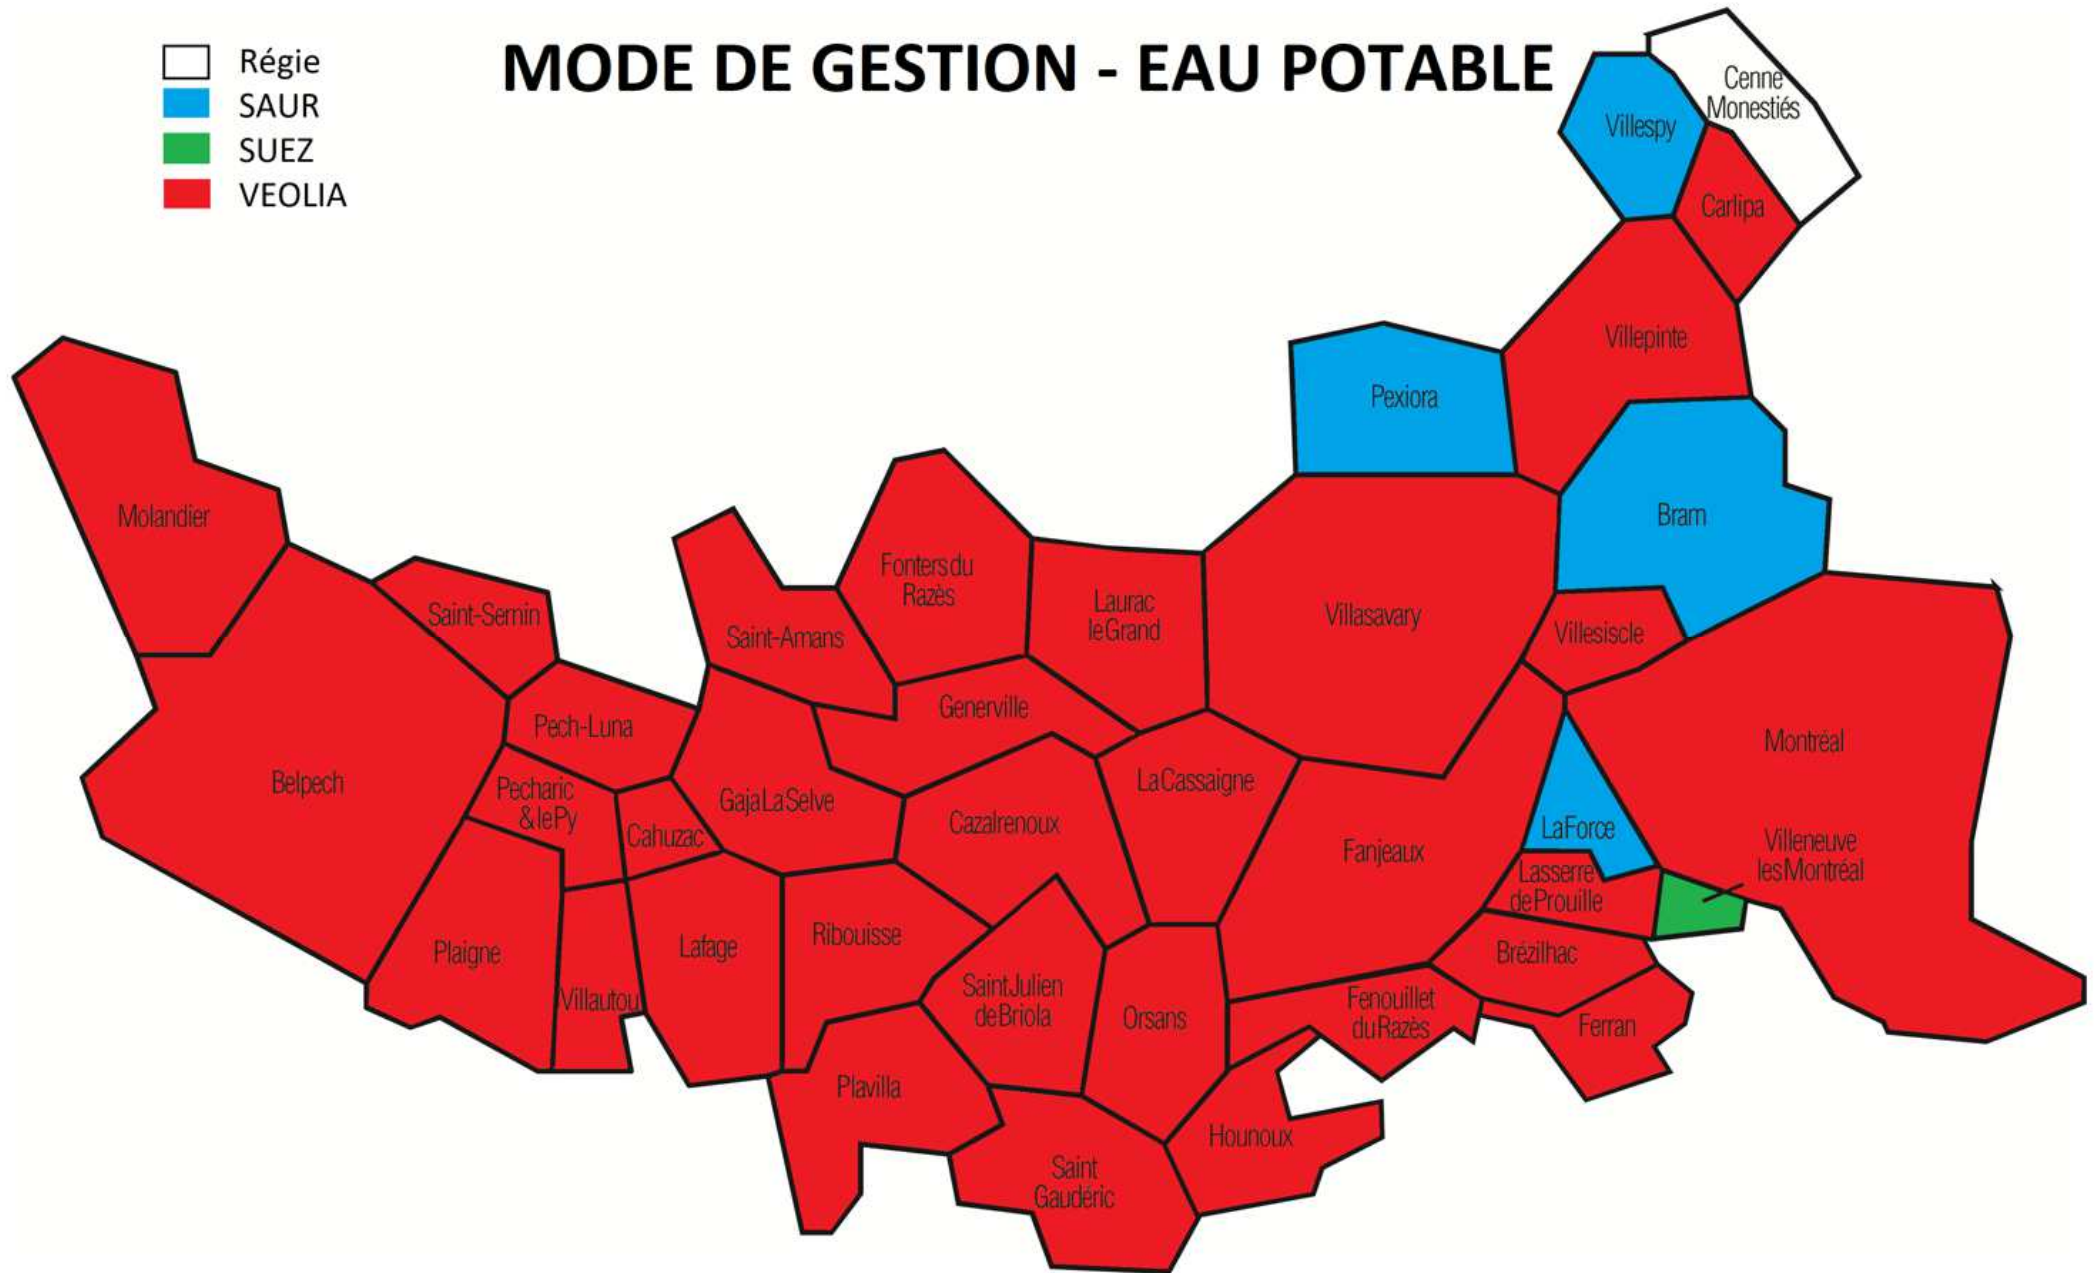 MODE DE GESTION - EAU POTABLE
Régie
SAUR
SUEZ
VEOLIA
Cenne
Monestiés
Villespy
Carlipa
Villepinte
Pexiora
Bram
Molandier
Fonters du
Razès
Laurac
le Grand
Villasavary
Saint-Sernin
Saint-Amans
Villesiscle
Generville
Pech-Luna
Montréal
Belpech
Pecharic
& le Py
Gaja La Selve
La Cassaigne
Cahuzac
Cazalrenoux
La Force
Fanjeaux
Villeneuve
les Montréal
Lasserre
de Prouille
Plaigne
Lafage
Ribouisse
Brézilhac
Villautou
Saint Julien
de Briola
Orsans
Fenouillet
du Razès
Ferran
Plavilla
Hounoux
Saint
Gaudéric